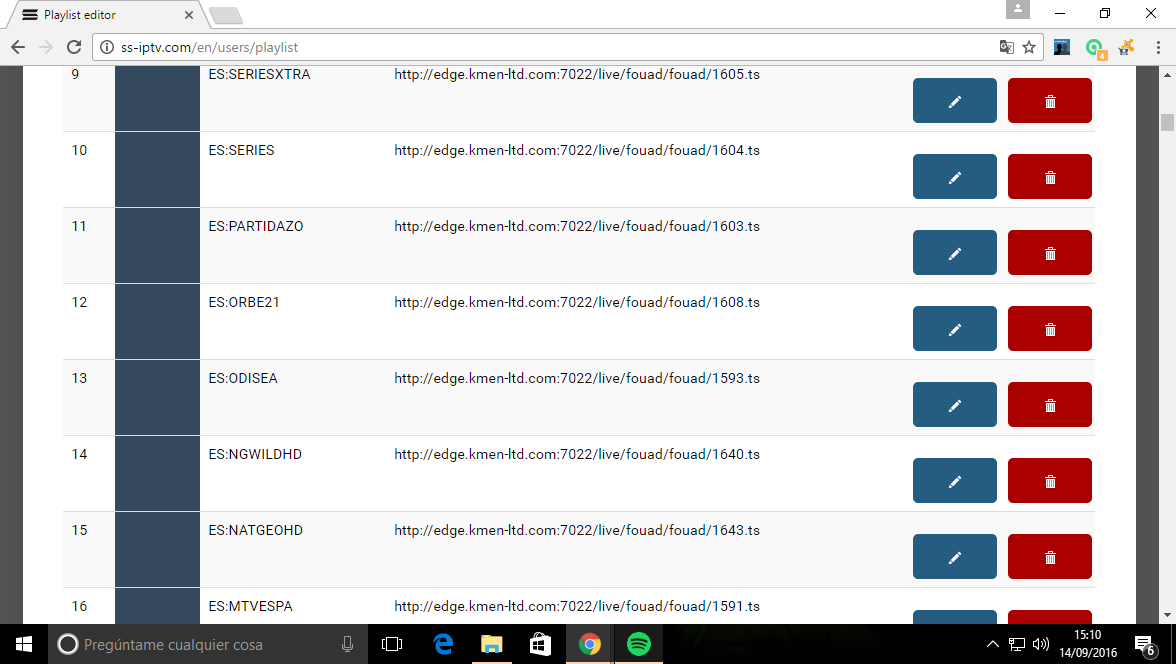 Playlist editor
ss-iptv.com/en/users/playlist
4
9 ES:SERIESXTRA http://edge.kmen-ltd.com:7022/live/fouad/fouad/1605.ts
10 ES:SERIES http://edge.kmen-ltd.com:7022/live/fouad/fouad/1604.ts
11 ES:PARTIDAZO http://edge.kmen-ltd.com:7022/live/fouad/fouad/1603.ts
12 ES:ORBE21 http://edge.kmen-ltd.com:7022/live/fouad/fouad/1608.ts
13 ES:ODISEA http://edge.kmen-ltd.com:7022/live/fouad/fouad/1593.ts
14 ES:NGWILDHD http://edge.kmen-ltd.com:7022/live/fouad/fouad/1640.ts
15 ES:NATGEOHD http://edge.kmen-ltd.com:7022/live/fouad/fouad/1643.ts
16 ES:MTVESPA http://edge.kmen-ltd.com:7022/live/fouad/fouad/1591.ts
Pregúntame cualquier cosa
15:10
14/09/2016
6